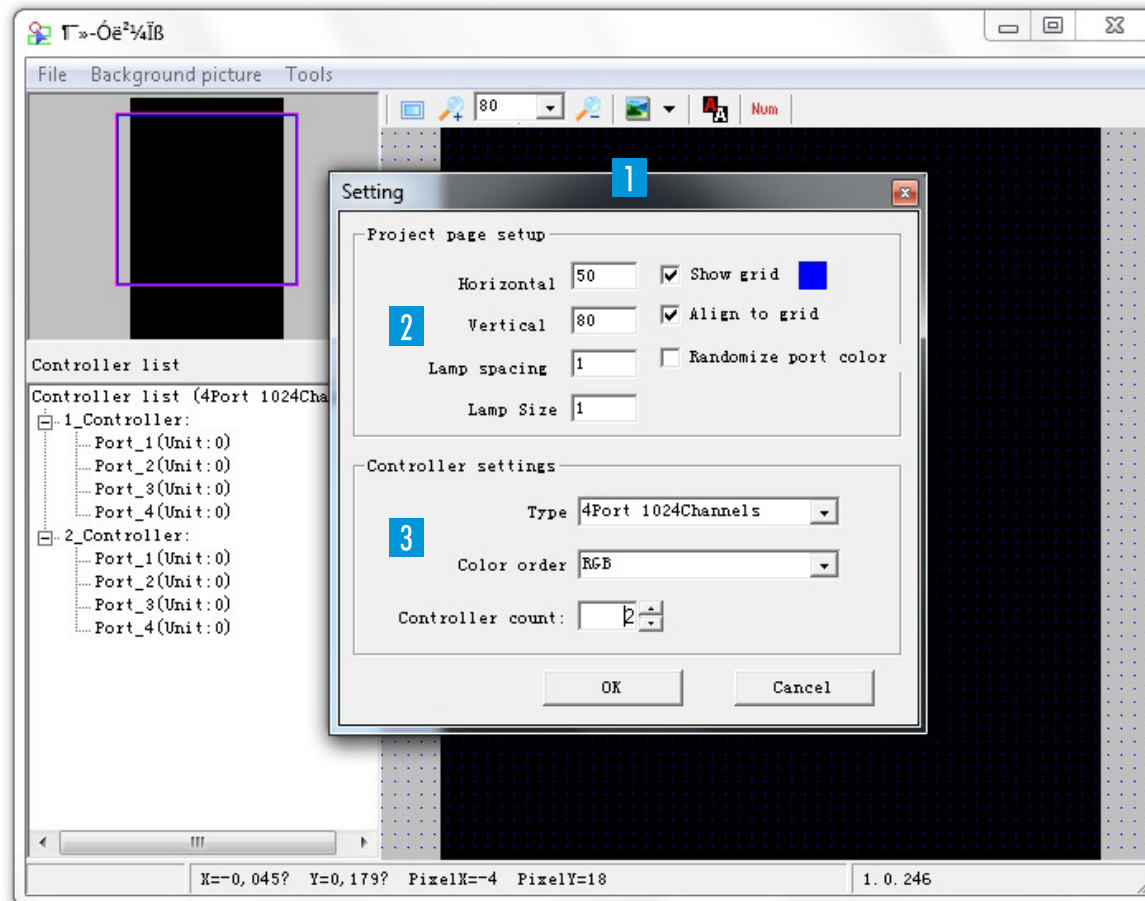 ¶¯»-Óë²¼Ïß
File Background picture Tools
80 Num
1
Setting
Project page setup
Horizontal 50 Show grid
2
Vertical 80 Align to grid
Lamp spacing 1 Randomize port color
Lamp Size 1
Controller settings
Type 4Port 1024Channels
3
Color order RGB
Controller count: 2
OK Cancel
Controller list
Controller list (4Port 1024Cha
1_Controller:
Port_1(Unit:0)
Port_2(Unit:0)
Port_3(Unit:0)
Port_4(Unit:0)
2_Controller:
Port_1(Unit:0)
Port_2(Unit:0)
Port_3(Unit:0)
Port_4(Unit:0)
X=-0,045? Y=0,179? PixelX=-4 PixelY=18 1.0.246